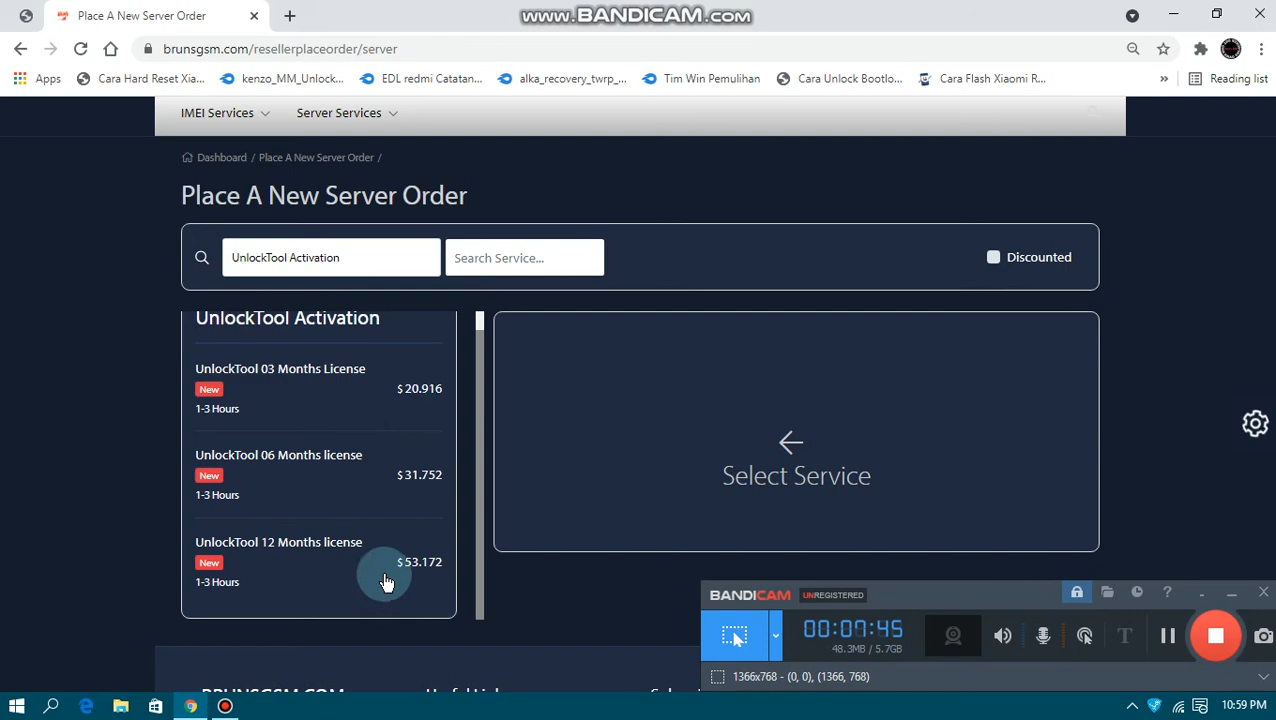 Place A New Server Order
www.BANDICAM.com
brunsgsm.com/resellerplaceorder/server
Apps
Cara Hard Reset Xia...
kenzo_MM_Unlock...
EDL redmi Catatan...
alka_recovery_twrp_...
Tim Win Pemulihan
Cara Unlock Bootlo...
Cara Flash Xiaomi R...
»
Reading list
IMEI Services
Server Services
Dashboard / Place A New Server Order /
Place A New Server Order
UnlockTool Activation
Search Service...
Discounted
UnlockTool Activation
UnlockTool 03 Months License
New
$ 20.916
1-3 Hours
UnlockTool 06 Months license
New
$ 31.752
1-3 Hours
UnlockTool 12 Months license
New
$ 53.172
1-3 Hours
Select Service
BANDICAM
UNREGISTERED
00:07:45
48.3MB / 5.7GB
1366x768 - (0, 0), (1366, 768)
BRUNSGSM.COM
10:59 PM